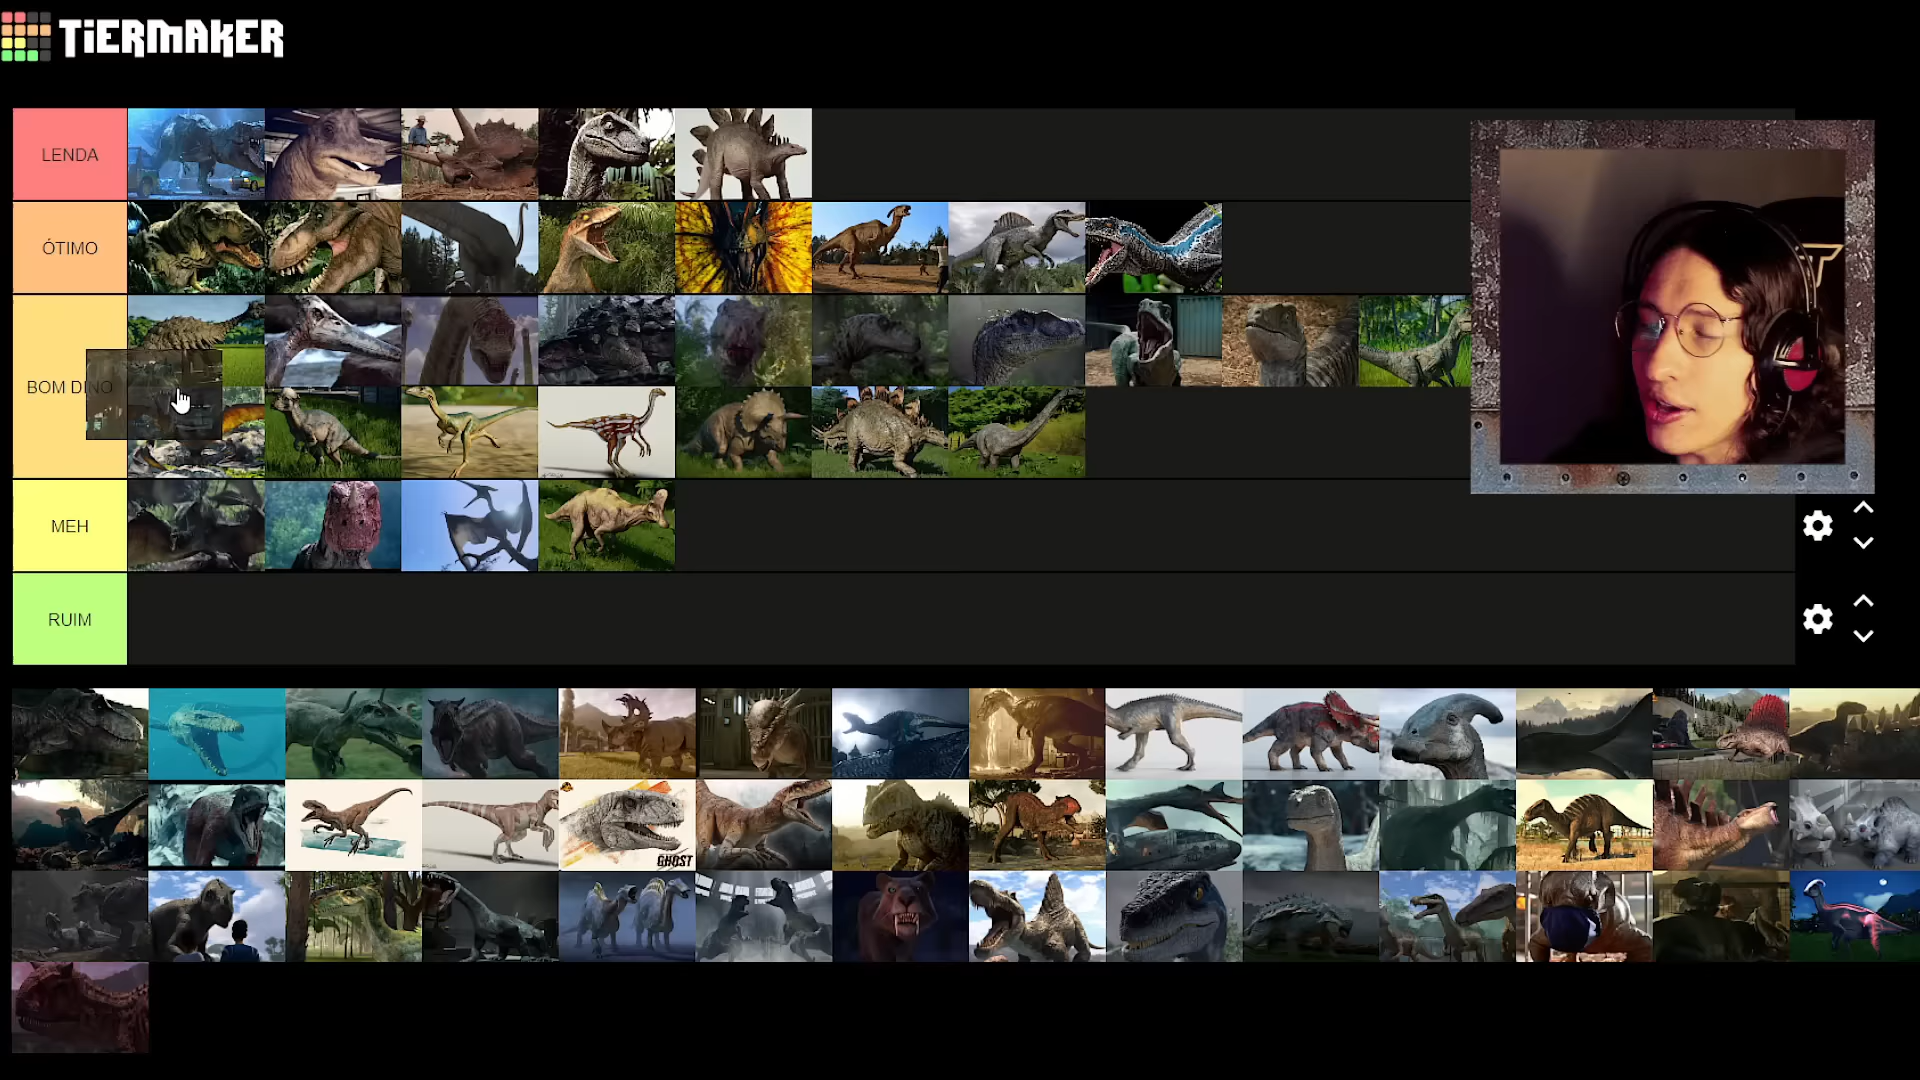 TiERMAKER
LENDA
ÓTIMO
BOM DINO
MEH
RUIM
GHOST